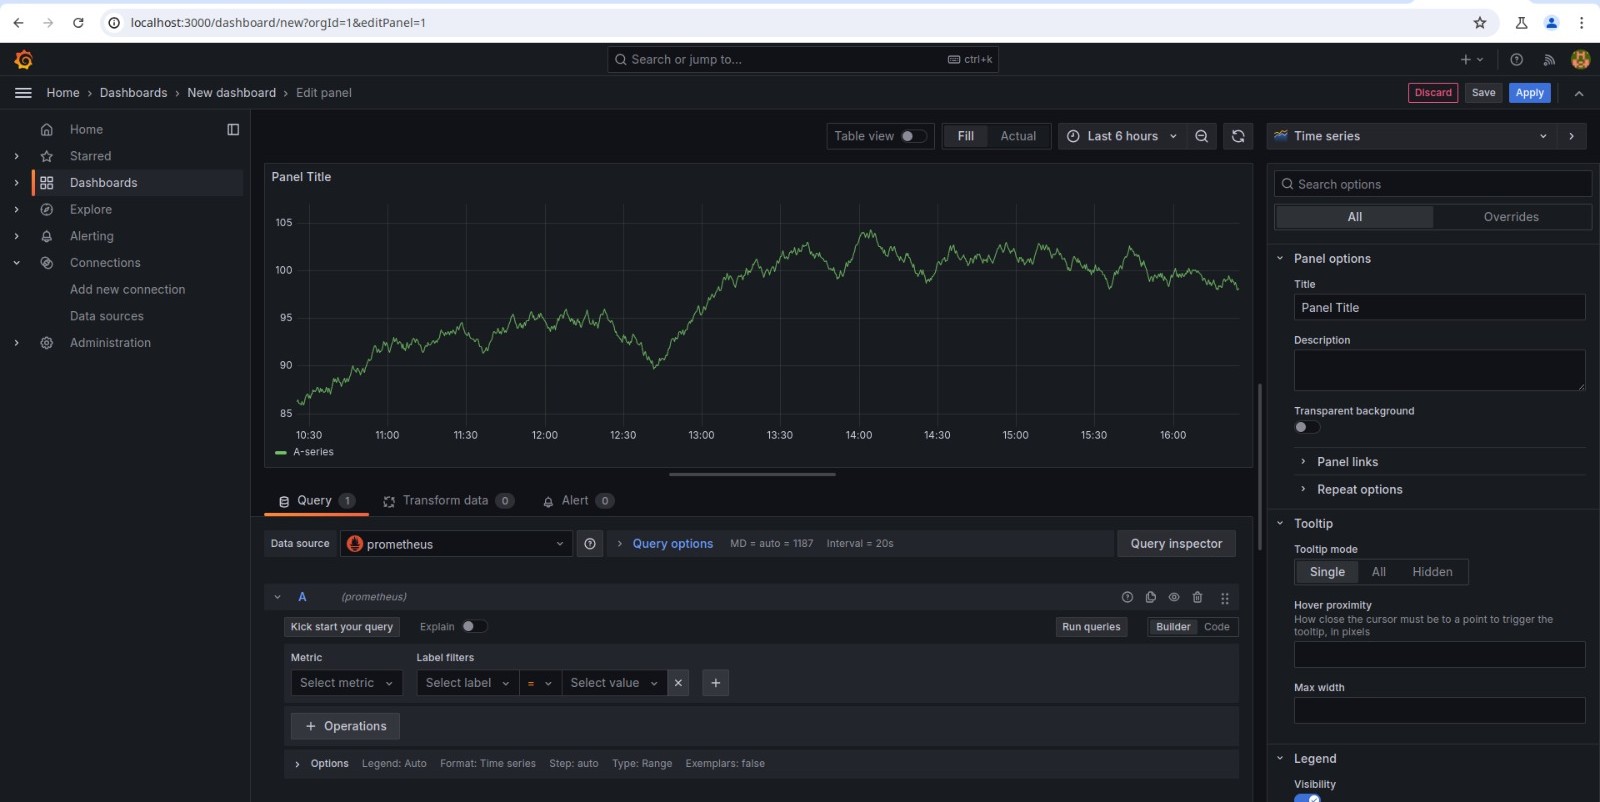 localhost:3000/dashboard/new?orgId=1&editPanel=1
Search or jump to... ctrl+k
Home › Dashboards › New dashboard › Edit panel Discard Save Apply
Home
Starred
Dashboards
Explore
Alerting
Connections
Add new connection
Data sources
Administration
Table view Fill Actual Last 6 hours
Panel Title
105
100
95
90
85
10:30 11:00 11:30 12:00 12:30 13:00 13:30 14:00 14:30 15:00 15:30 16:00
A-series
Query 1 Transform data 0 Alert 0
Data source prometheus Query options MD = auto = 1187 Interval = 20s Query inspector
A (prometheus)
Kick start your query Explain Run queries Builder Code
Metric Label filters
Select metric Select label = Select value
+ Operations
Options Legend: Auto Format: Time series Step: auto Type: Range Exemplars: false
Time series
Search options
All Overrides
Panel options
Title
Panel Title
Description
Transparent background
Panel links
Repeat options
Tooltip
Tooltip mode
Single All Hidden
Hover proximity
How close the cursor must be to a point to trigger the
tooltip, in pixels
Max width
Legend
Visibility